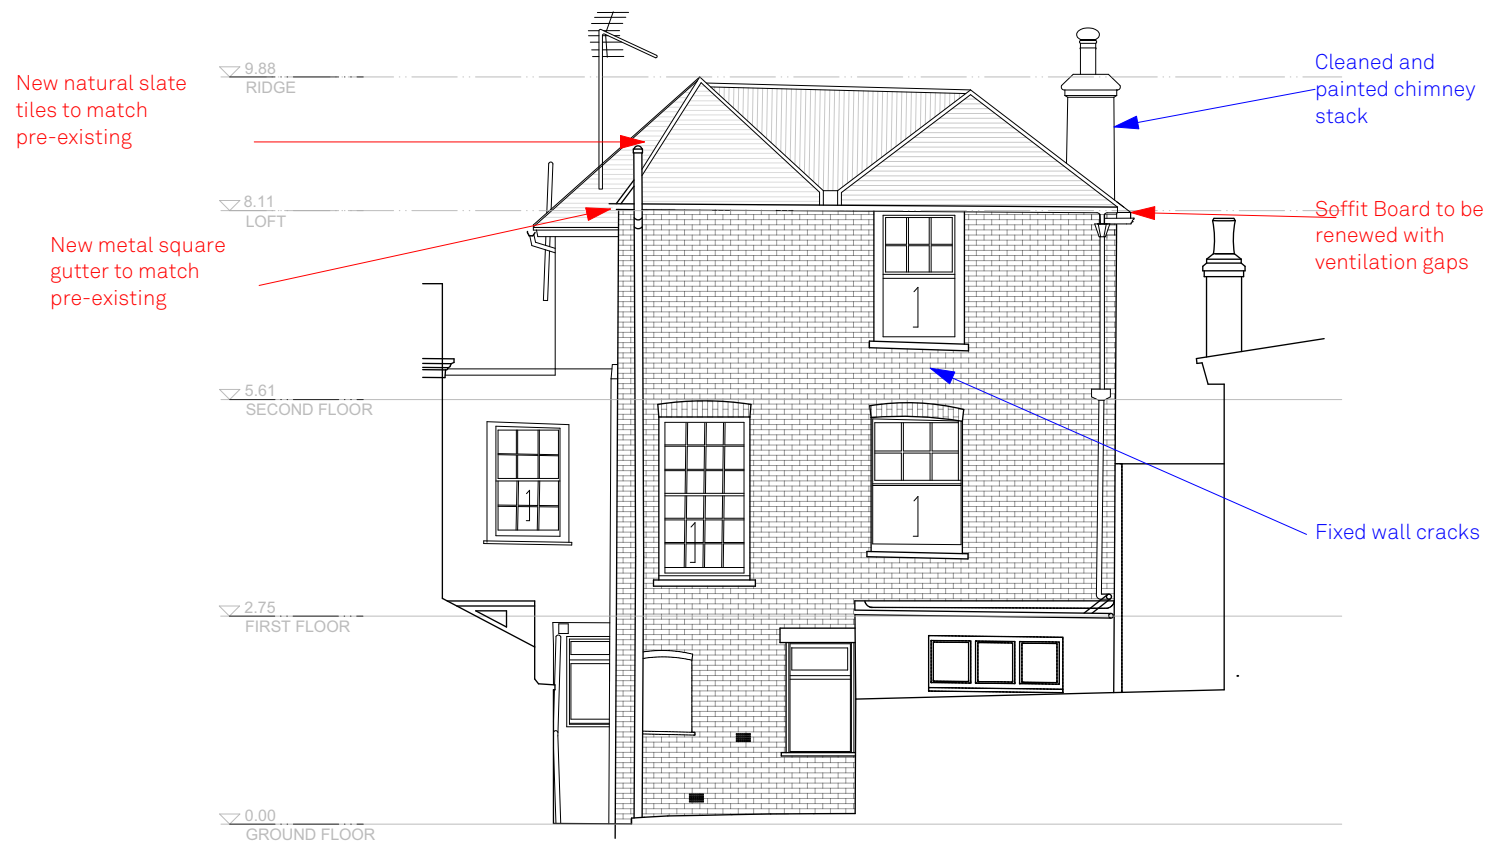 9.88
RIDGE
New natural slate
tiles to match
pre-existing
Cleaned and
painted chimney
stack
8.11
LOFT
New metal square
gutter to match
pre-existing
Soffit Board to be
renewed with
ventilation gaps
5.61
SECOND FLOOR
Fixed wall cracks
2.75
FIRST FLOOR
0.00
GROUND FLOOR